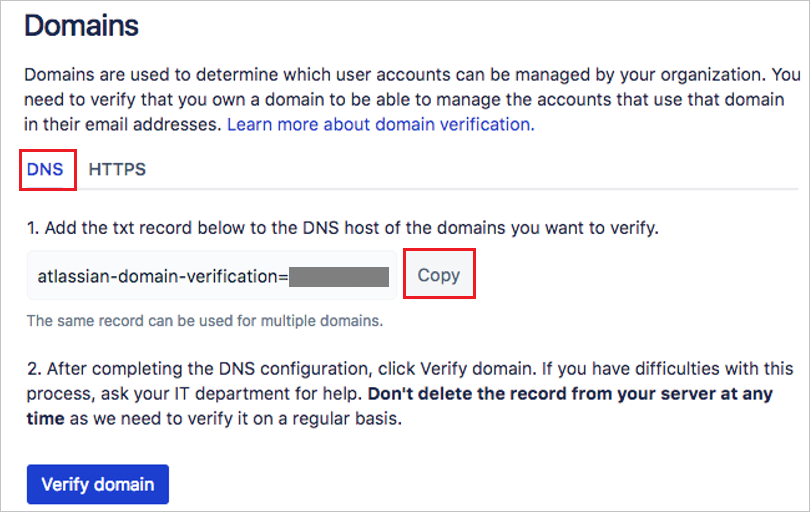 Domains
Domains are used to determine which user accounts can be managed by your organization. You
need to verify that you own a domain to be able to manage the accounts that use that domain
in their email addresses. Learn more about domain verification.
DNS HTTPS
1. Add the txt record below to the DNS host of the domains you want to verify.
atlassian-domain-verification=
Copy
The same record can be used for multiple domains.
2. After completing the DNS configuration, click Verify domain. If you have difficulties with this
process, ask your IT department for help. Don't delete the record from your server at any
time as we need to verify it on a regular basis.
Verify domain